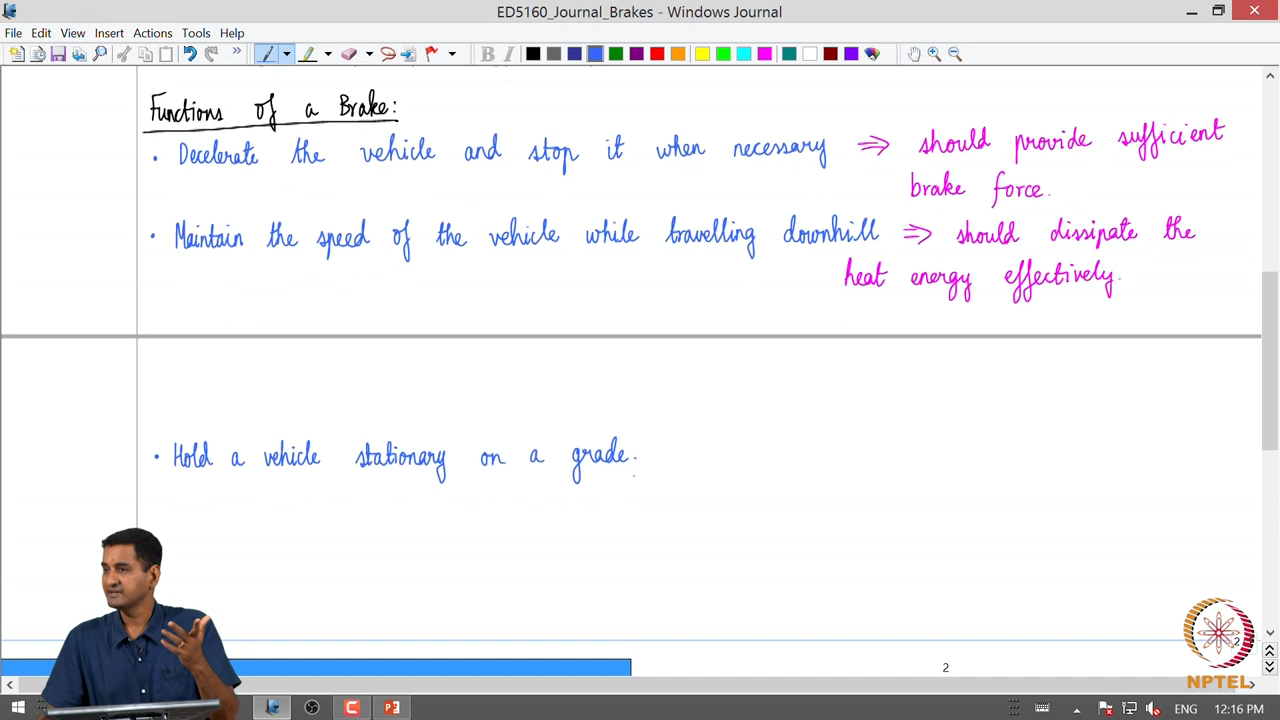 ED5160_Journal_Brakes - Windows Journal
File Edit View Insert Actions Tools Help
B I
Functions of a Brake:
• Decelerate the vehicle and stop it when necessary ⇒ should provide sufficient
brake force.
• Maintain the speed of the vehicle while travelling downhill ⇒ should dissipate the
heat energy effectively.
• Hold a vehicle stationary on a grade.
2
2
NPTEL
ENG 12:16 PM